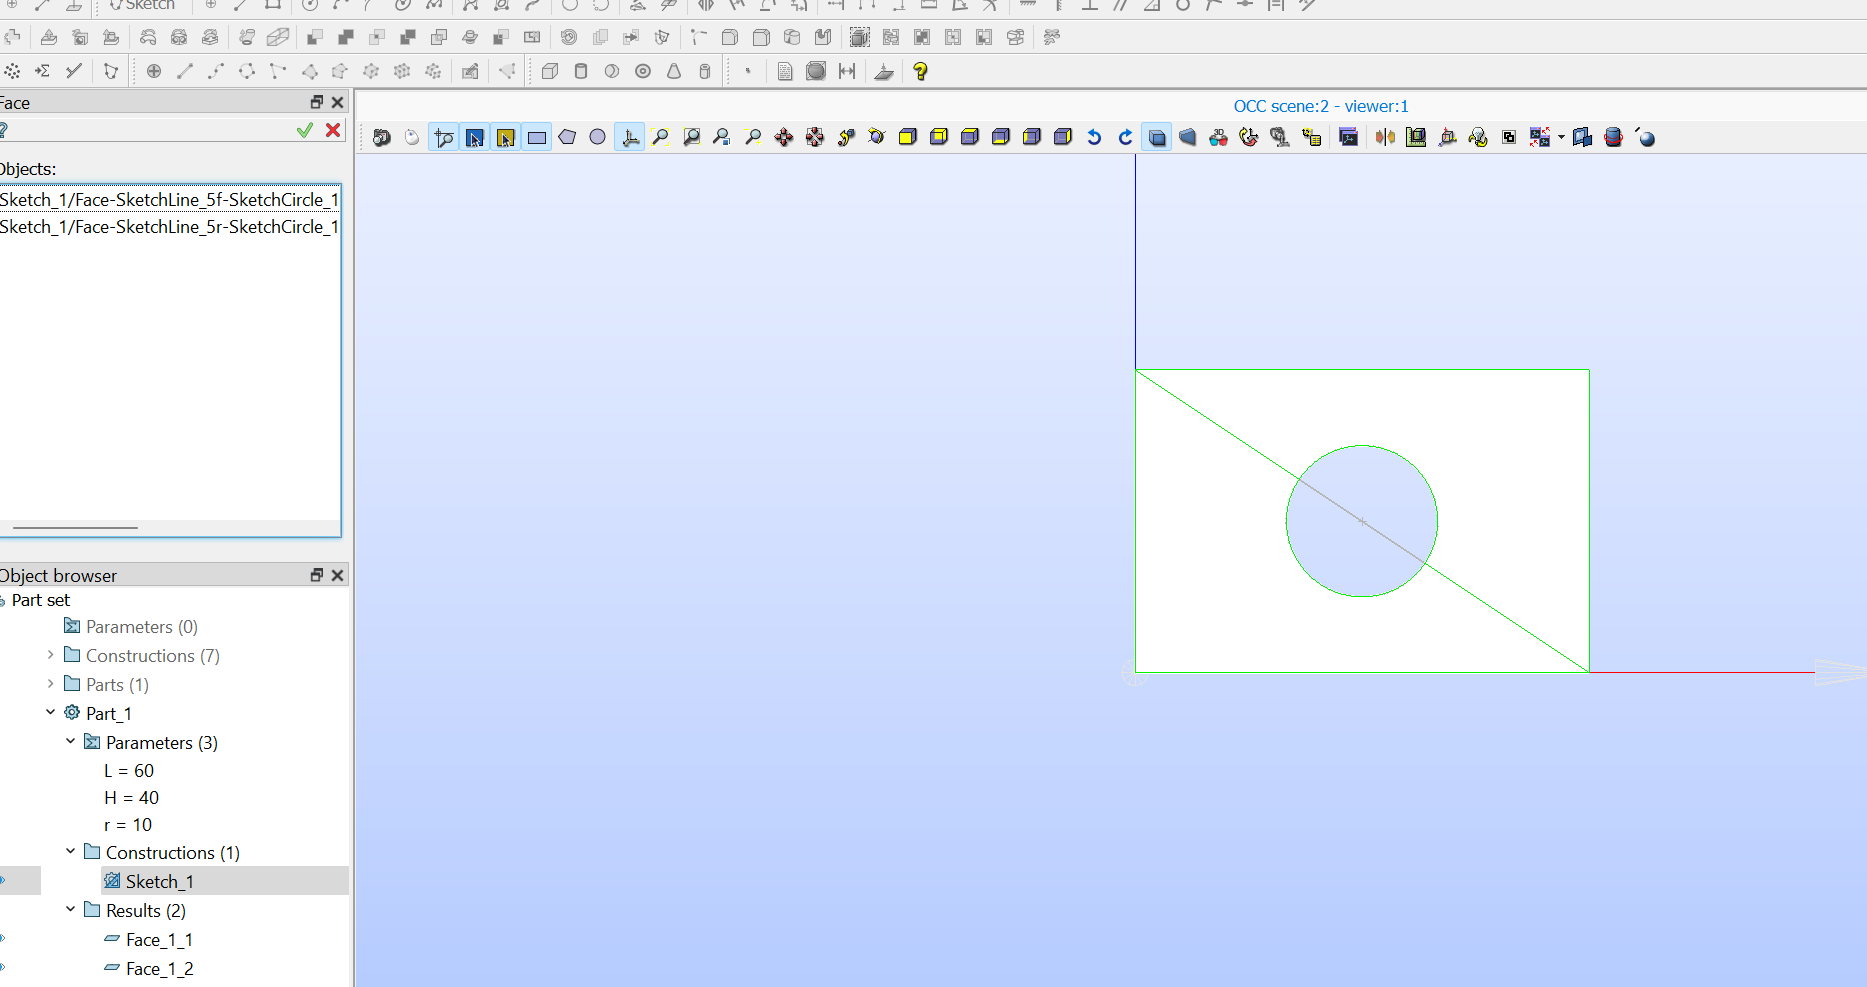 Sketch
Face
OCC scene:2 - viewer:1
Objects:
Sketch_1/Face-SketchLine_5f-SketchCircle_1
Sketch_1/Face-SketchLine_5r-SketchCircle_1
Object browser
Part set
Parameters (0)
Constructions (7)
Parts (1)
Part_1
Parameters (3)
L = 60
H = 40
r = 10
Constructions (1)
Sketch_1
Results (2)
Face_1_1
Face_1_2